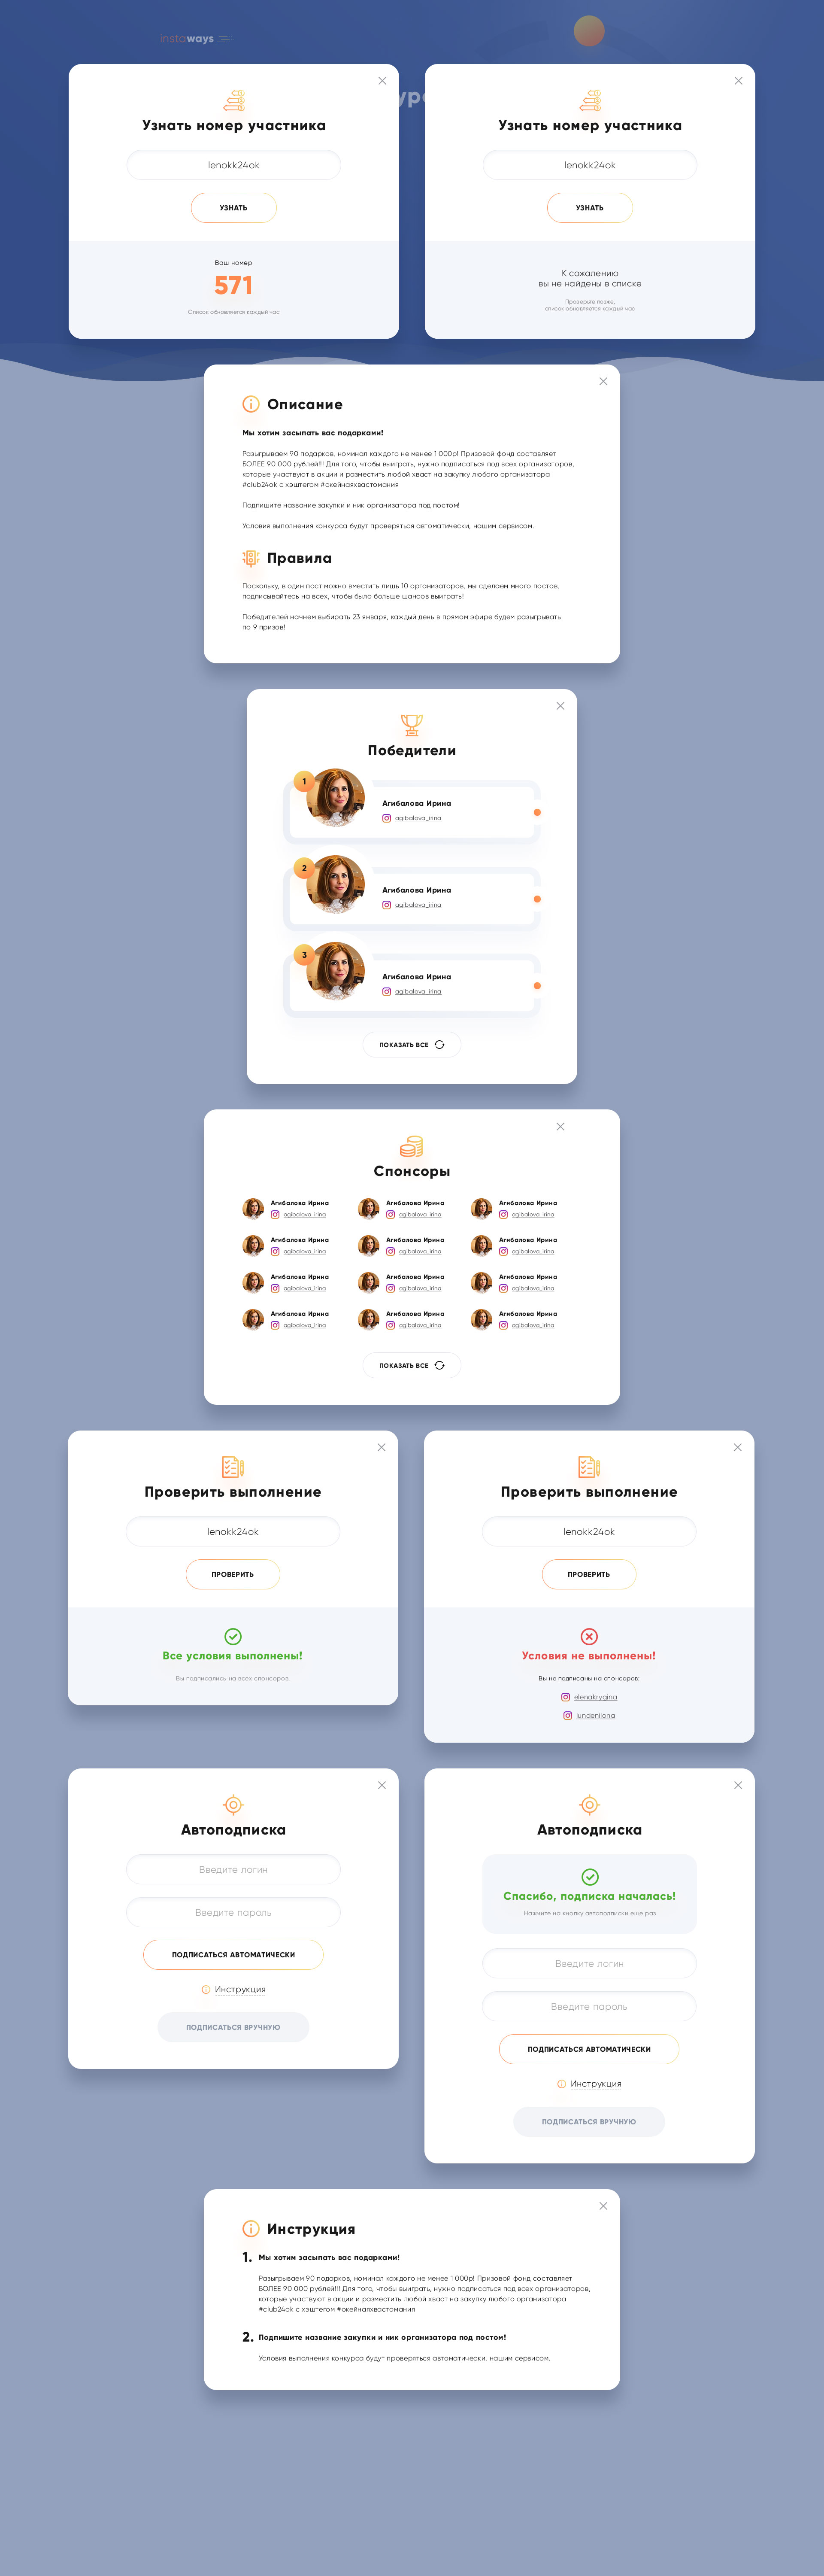 instaways
Узнать номер участника
lenokk24ok
УЗНАТЬ
Ваш номер
571
Список обновляется каждый час
Узнать номер участника
lenokk24ok
УЗНАТЬ
К сожалению
вы не найдены в списке
Проверьте позже,
список обновляется каждый час
Описание
Мы хотим засыпать вас подарками!
Разыгрываем 90 подарков, номинал каждого не менее 1 000р! Призовой фонд составляет
БОЛЕЕ 90 000 рублей!!! Для того, чтобы выиграть, нужно подписаться под всех организаторов,
которые участвуют в акции и разместить любой хваст на закупку любого организатора
#club24ok с хэштегом #окейнаяхвастомания
Подпишите название закупки и ник организатора под постом!
Условия выполнения конкурса будут проверяться автоматически, нашим сервисом.
Правила
Поскольку, в один пост можно вместить лишь 10 организаторов, мы сделаем много постов,
подписывайтесь на всех, чтобы было больше шансов выиграть!
Победителей начнем выбирать 23 января, каждый день в прямом эфире будем разыгрывать
по 9 призов!
Победители
1
Агибалова Ирина
agibalova_irina
2
Агибалова Ирина
agibalova_irina
3
Агибалова Ирина
agibalova_irina
ПОКАЗАТЬ ВСЕ
Спонсоры
Агибалова Ирина
agibalova_irina
Агибалова Ирина
agibalova_irina
Агибалова Ирина
agibalova_irina
Агибалова Ирина
agibalova_irina
Агибалова Ирина
agibalova_irina
Агибалова Ирина
agibalova_irina
Агибалова Ирина
agibalova_irina
Агибалова Ирина
agibalova_irina
Агибалова Ирина
agibalova_irina
Агибалова Ирина
agibalova_irina
Агибалова Ирина
agibalova_irina
Агибалова Ирина
agibalova_irina
ПОКАЗАТЬ ВСЕ
Проверить выполнение
lenokk24ok
ПРОВЕРИТЬ
Все условия выполнены!
Вы подписались на всех спонсоров.
Проверить выполнение
lenokk24ok
ПРОВЕРИТЬ
Условия не выполнены!
Вы не подписаны на спонсоров:
elenakrygina
lundenilona
Автоподписка
Введите логин
Введите пароль
ПОДПИСАТЬСЯ АВТОМАТИЧЕСКИ
Инструкция
ПОДПИСАТЬСЯ ВРУЧНУЮ
Автоподписка
Спасибо, подписка началась!
Нажмите на кнопку автоподписки еще раз
Введите логин
Введите пароль
ПОДПИСАТЬСЯ АВТОМАТИЧЕСКИ
Инструкция
ПОДПИСАТЬСЯ ВРУЧНУЮ
Инструкция
1. Мы хотим засыпать вас подарками!
Разыгрываем 90 подарков, номинал каждого не менее 1 000р! Призовой фонд составляет
БОЛЕЕ 90 000 рублей!!! Для того, чтобы выиграть, нужно подписаться под всех организаторов,
которые участвуют в акции и разместить любой хваст на закупку любого организатора
#club24ok с хэштегом #окейнаяхвастомания
2. Подпишите название закупки и ник организатора под постом!
Условия выполнения конкурса будут проверяться автоматически, нашим сервисом.